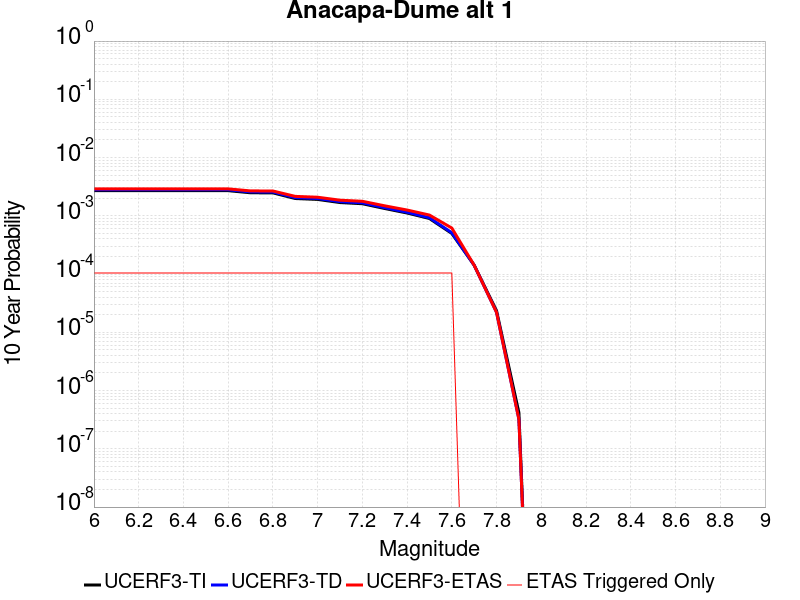 Anacapa-Dume alt 1
10 Year Probability
10^0
10^-1
10^-2
10^-3
10^-4
10^-5
10^-6
10^-7
10^-8
6 6.2 6.4 6.6 6.8 7 7.2 7.4 7.6 7.8 8 8.2 8.4 8.6 8.8 9
Magnitude
UCERF3-TI UCERF3-TD UCERF3-ETAS ETAS Triggered Only